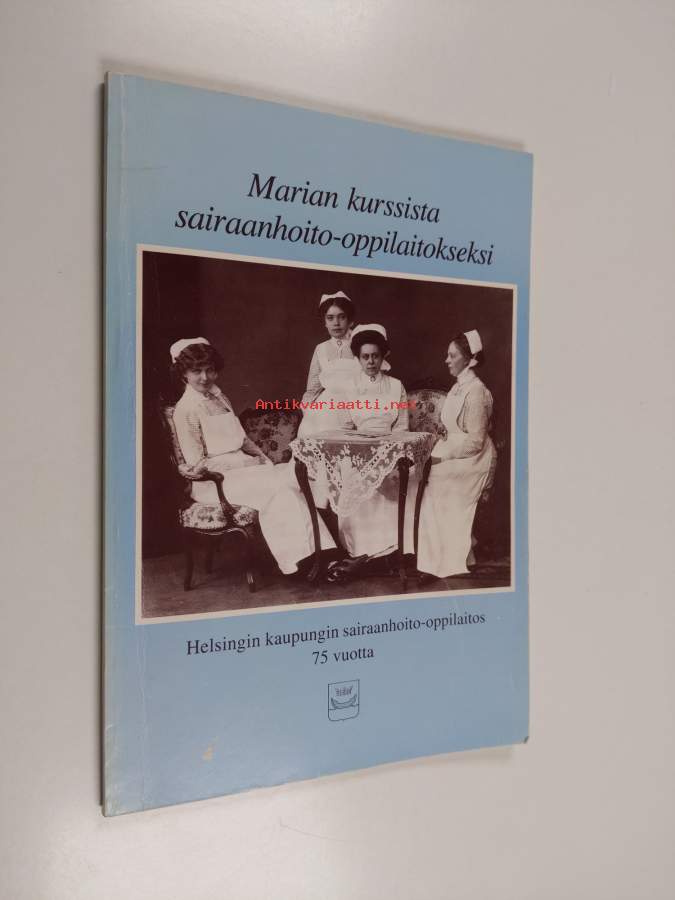 Marian kurssista
sairaanhoito-oppilaitokseksi
Antikvariaatti.net
Helsingin kaupungin sairaanhoito-oppilaitos
75 vuotta